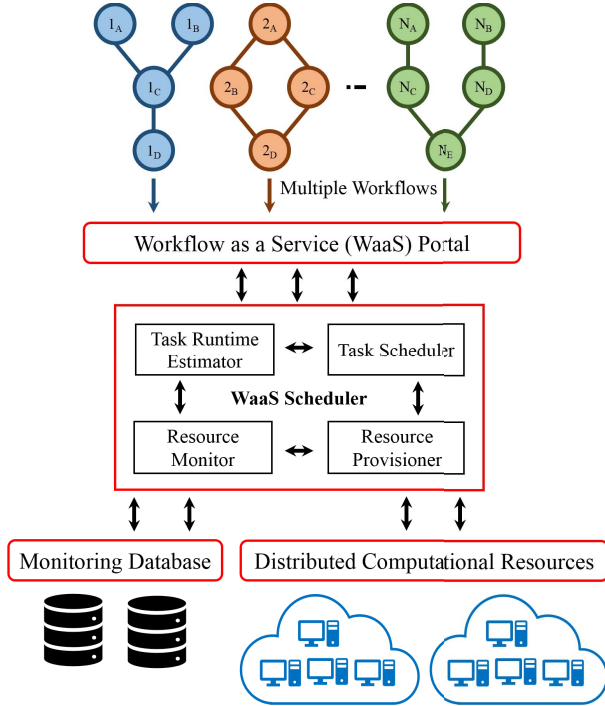 1A 1B 2A NA NB
1C 2B 2C NC ND
1D 2D NE
Multiple Workflows
Workflow as a Service (WaaS) Portal
Task Runtime
Estimator
Task Scheduler
WaaS Scheduler
Resource
Monitor
Resource
Provisioner
Monitoring Database
Distributed Computational Resources